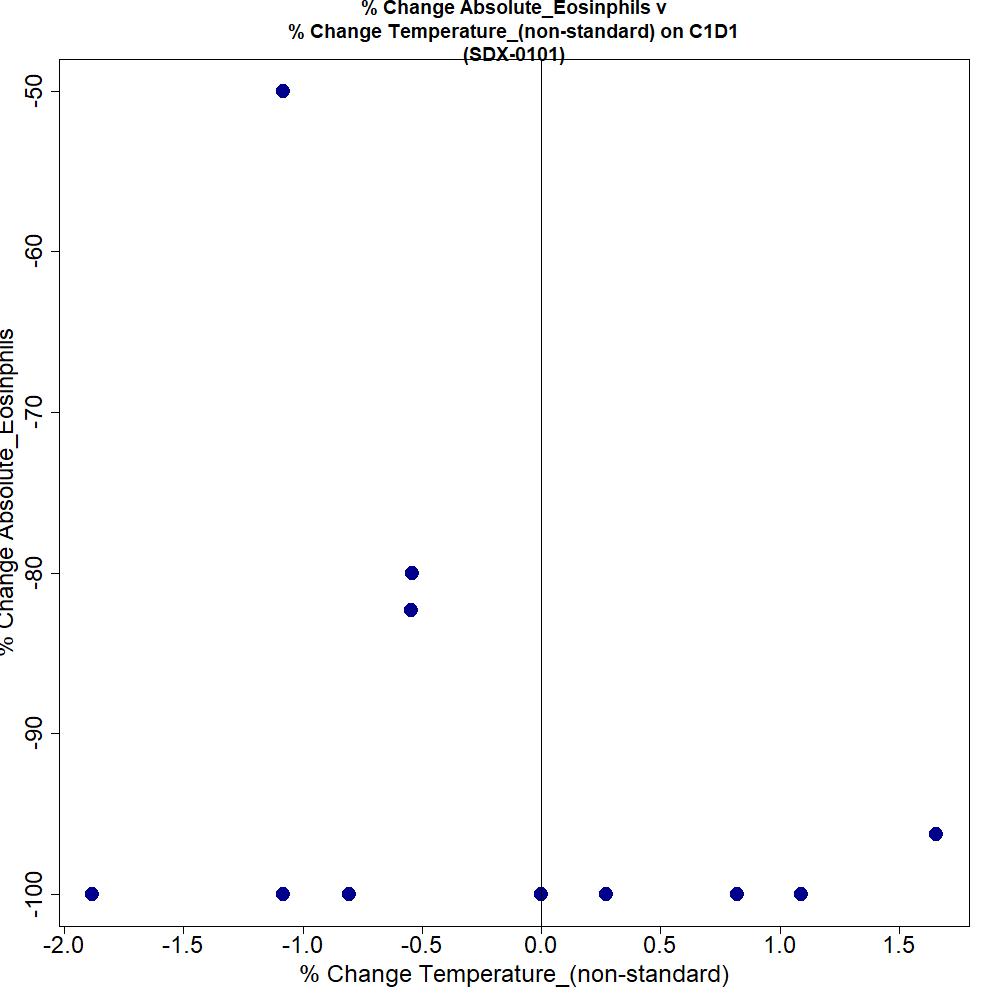 % Change Absolute_Eosinphils v
% Change Temperature_(non-standard) on C1D1
(SDX-0101)
% Change Absolute_Eosinphils
-50
-60
-70
-80
-90
-100
-2.0 -1.5 -1.0 -0.5 0.0 0.5 1.0 1.5
% Change Temperature_(non-standard)